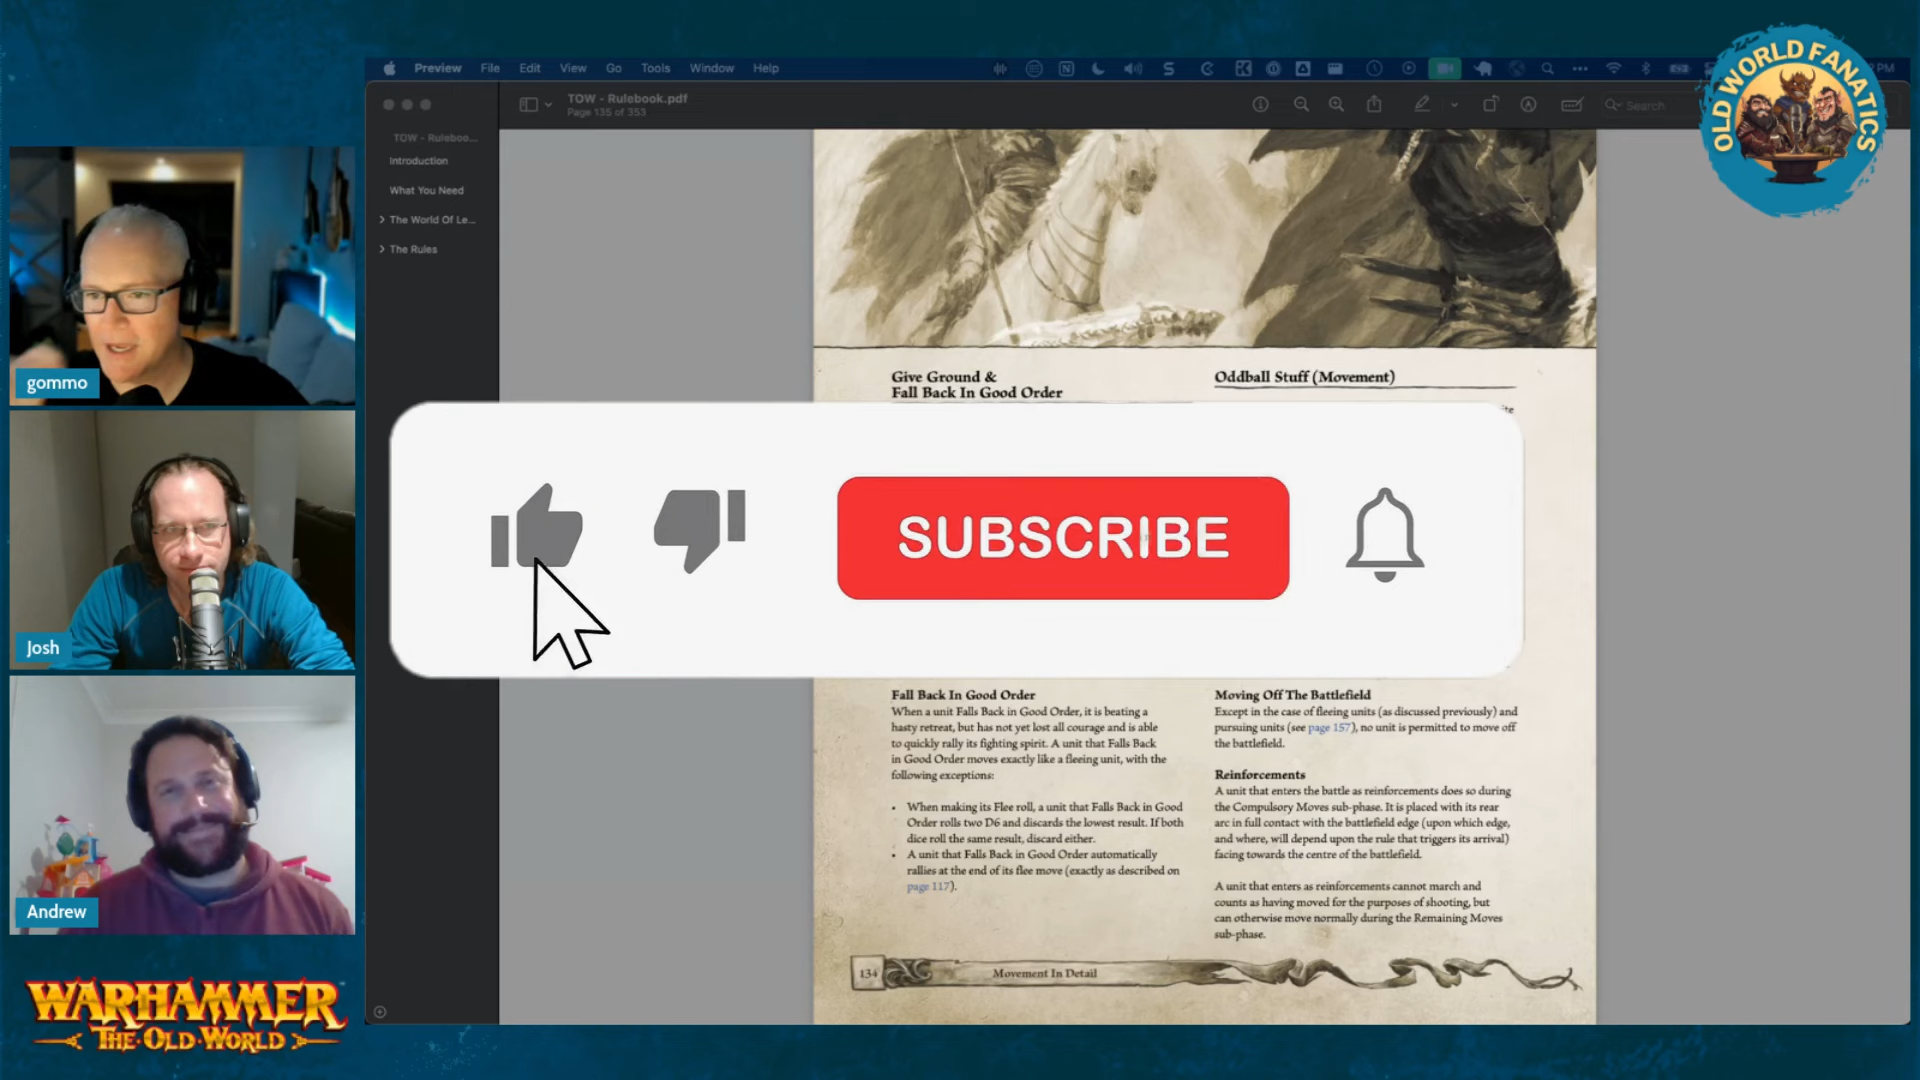 Preview File Edit View Go Tools Window Help
PM
OLD WORLD FANATICS
TOW - Rulebook.pdf
Page 135 of 353
Search
TOW - Ruleboo...
Introduction
What You Need
The World Of Le...
The Rules
gommo
Josh
Andrew
WARHAMMER
THE OLD WORLD
Give Ground &
Fall Back In Good Order
SUBSCRIBE
Fall Back In Good Order
When a unit Falls Back in Good Order, it is beating a
hasty retreat, but has not yet lost all courage and is able
to quickly rally its fighting spirit. A unit that Falls Back
in Good Order moves exactly like a fleeing unit, with the
following exceptions:
• When making its Flee roll, a unit that Falls Back in Good
Order rolls two D6 and discards the lowest result. If both
dice roll the same result, discard either.
• A unit that Falls Back in Good Order automatically
rallies at the end of its flee move (exactly as described on
page 117).
Oddball Stuff (Movement)
Moving Off The Battlefield
Except in the case of fleeing units (as discussed previously) and
pursuing units (see page 157), no unit is permitted to move off
the battlefield.
Reinforcements
A unit that enters the battle as reinforcements does so during
the Compulsory Moves sub-phase. It is placed with its rear
arc in full contact with the battlefield edge (upon which edge,
and where, will depend upon the rule that triggers its arrival)
facing towards the centre of the battlefield.
A unit that enters as reinforcements cannot march and
counts as having moved for the purposes of shooting, but
can otherwise move normally during the Remaining Moves
sub-phase.
134
Movement In Detail